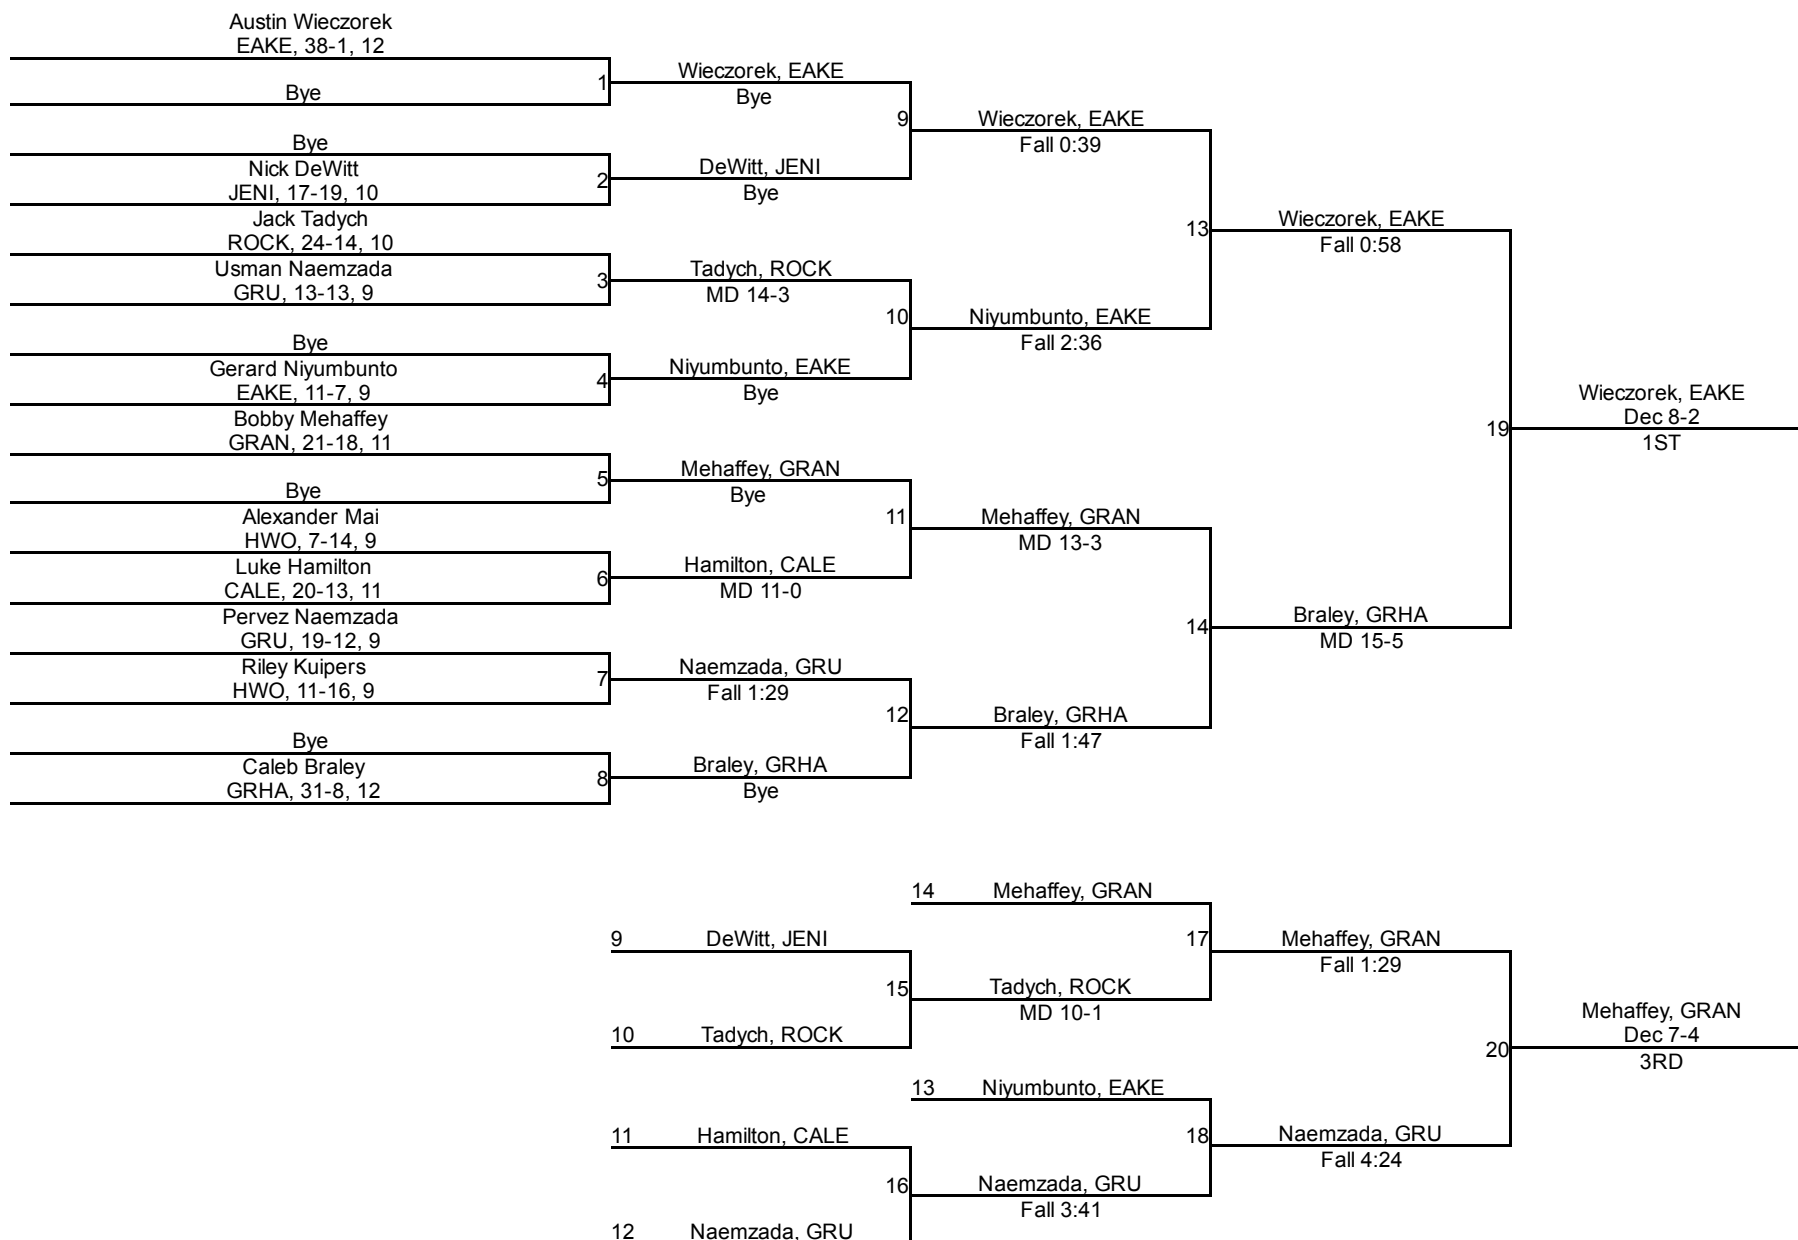 Austin Wieczorek
EAKE, 38-1, 12
Bye
1
Wieczorek, EAKE
Bye
Bye
Nick DeWitt
JENI, 17-19, 10
2
DeWitt, JENI
Bye
9
Wieczorek, EAKE
Fall 0:39
Jack Tadych
ROCK, 24-14, 10
Usman Naemzada
GRU, 13-13, 9
3
Tadych, ROCK
MD 14-3
Bye
Gerard Niyumbunto
EAKE, 11-7, 9
4
Niyumbunto, EAKE
Bye
10
Niyumbunto, EAKE
Fall 2:36
13
Wieczorek, EAKE
Fall 0:58
Bobby Mehaffey
GRAN, 21-18, 11
Bye
5
Mehaffey, GRAN
Bye
Alexander Mai
HWO, 7-14, 9
Luke Hamilton
CALE, 20-13, 11
6
Hamilton, CALE
MD 11-0
11
Mehaffey, GRAN
MD 13-3
Pervez Naemzada
GRU, 19-12, 9
Riley Kuipers
HWO, 11-16, 9
7
Naemzada, GRU
Fall 1:29
Bye
Caleb Braley
GRHA, 31-8, 12
8
Braley, GRHA
Bye
12
Braley, GRHA
Fall 1:47
14
Braley, GRHA
MD 15-5
19
Wieczorek, EAKE
Dec 8-2
1ST
14
Mehaffey, GRAN
9
DeWitt, JENI
10
Tadych, ROCK
15
Tadych, ROCK
MD 10-1
17
Mehaffey, GRAN
Fall 1:29
13
Niyumbunto, EAKE
11
Hamilton, CALE
12
Naemzada, GRU
16
Naemzada, GRU
Fall 3:41
18
Naemzada, GRU
Fall 4:24
20
Mehaffey, GRAN
Dec 7-4
3RD